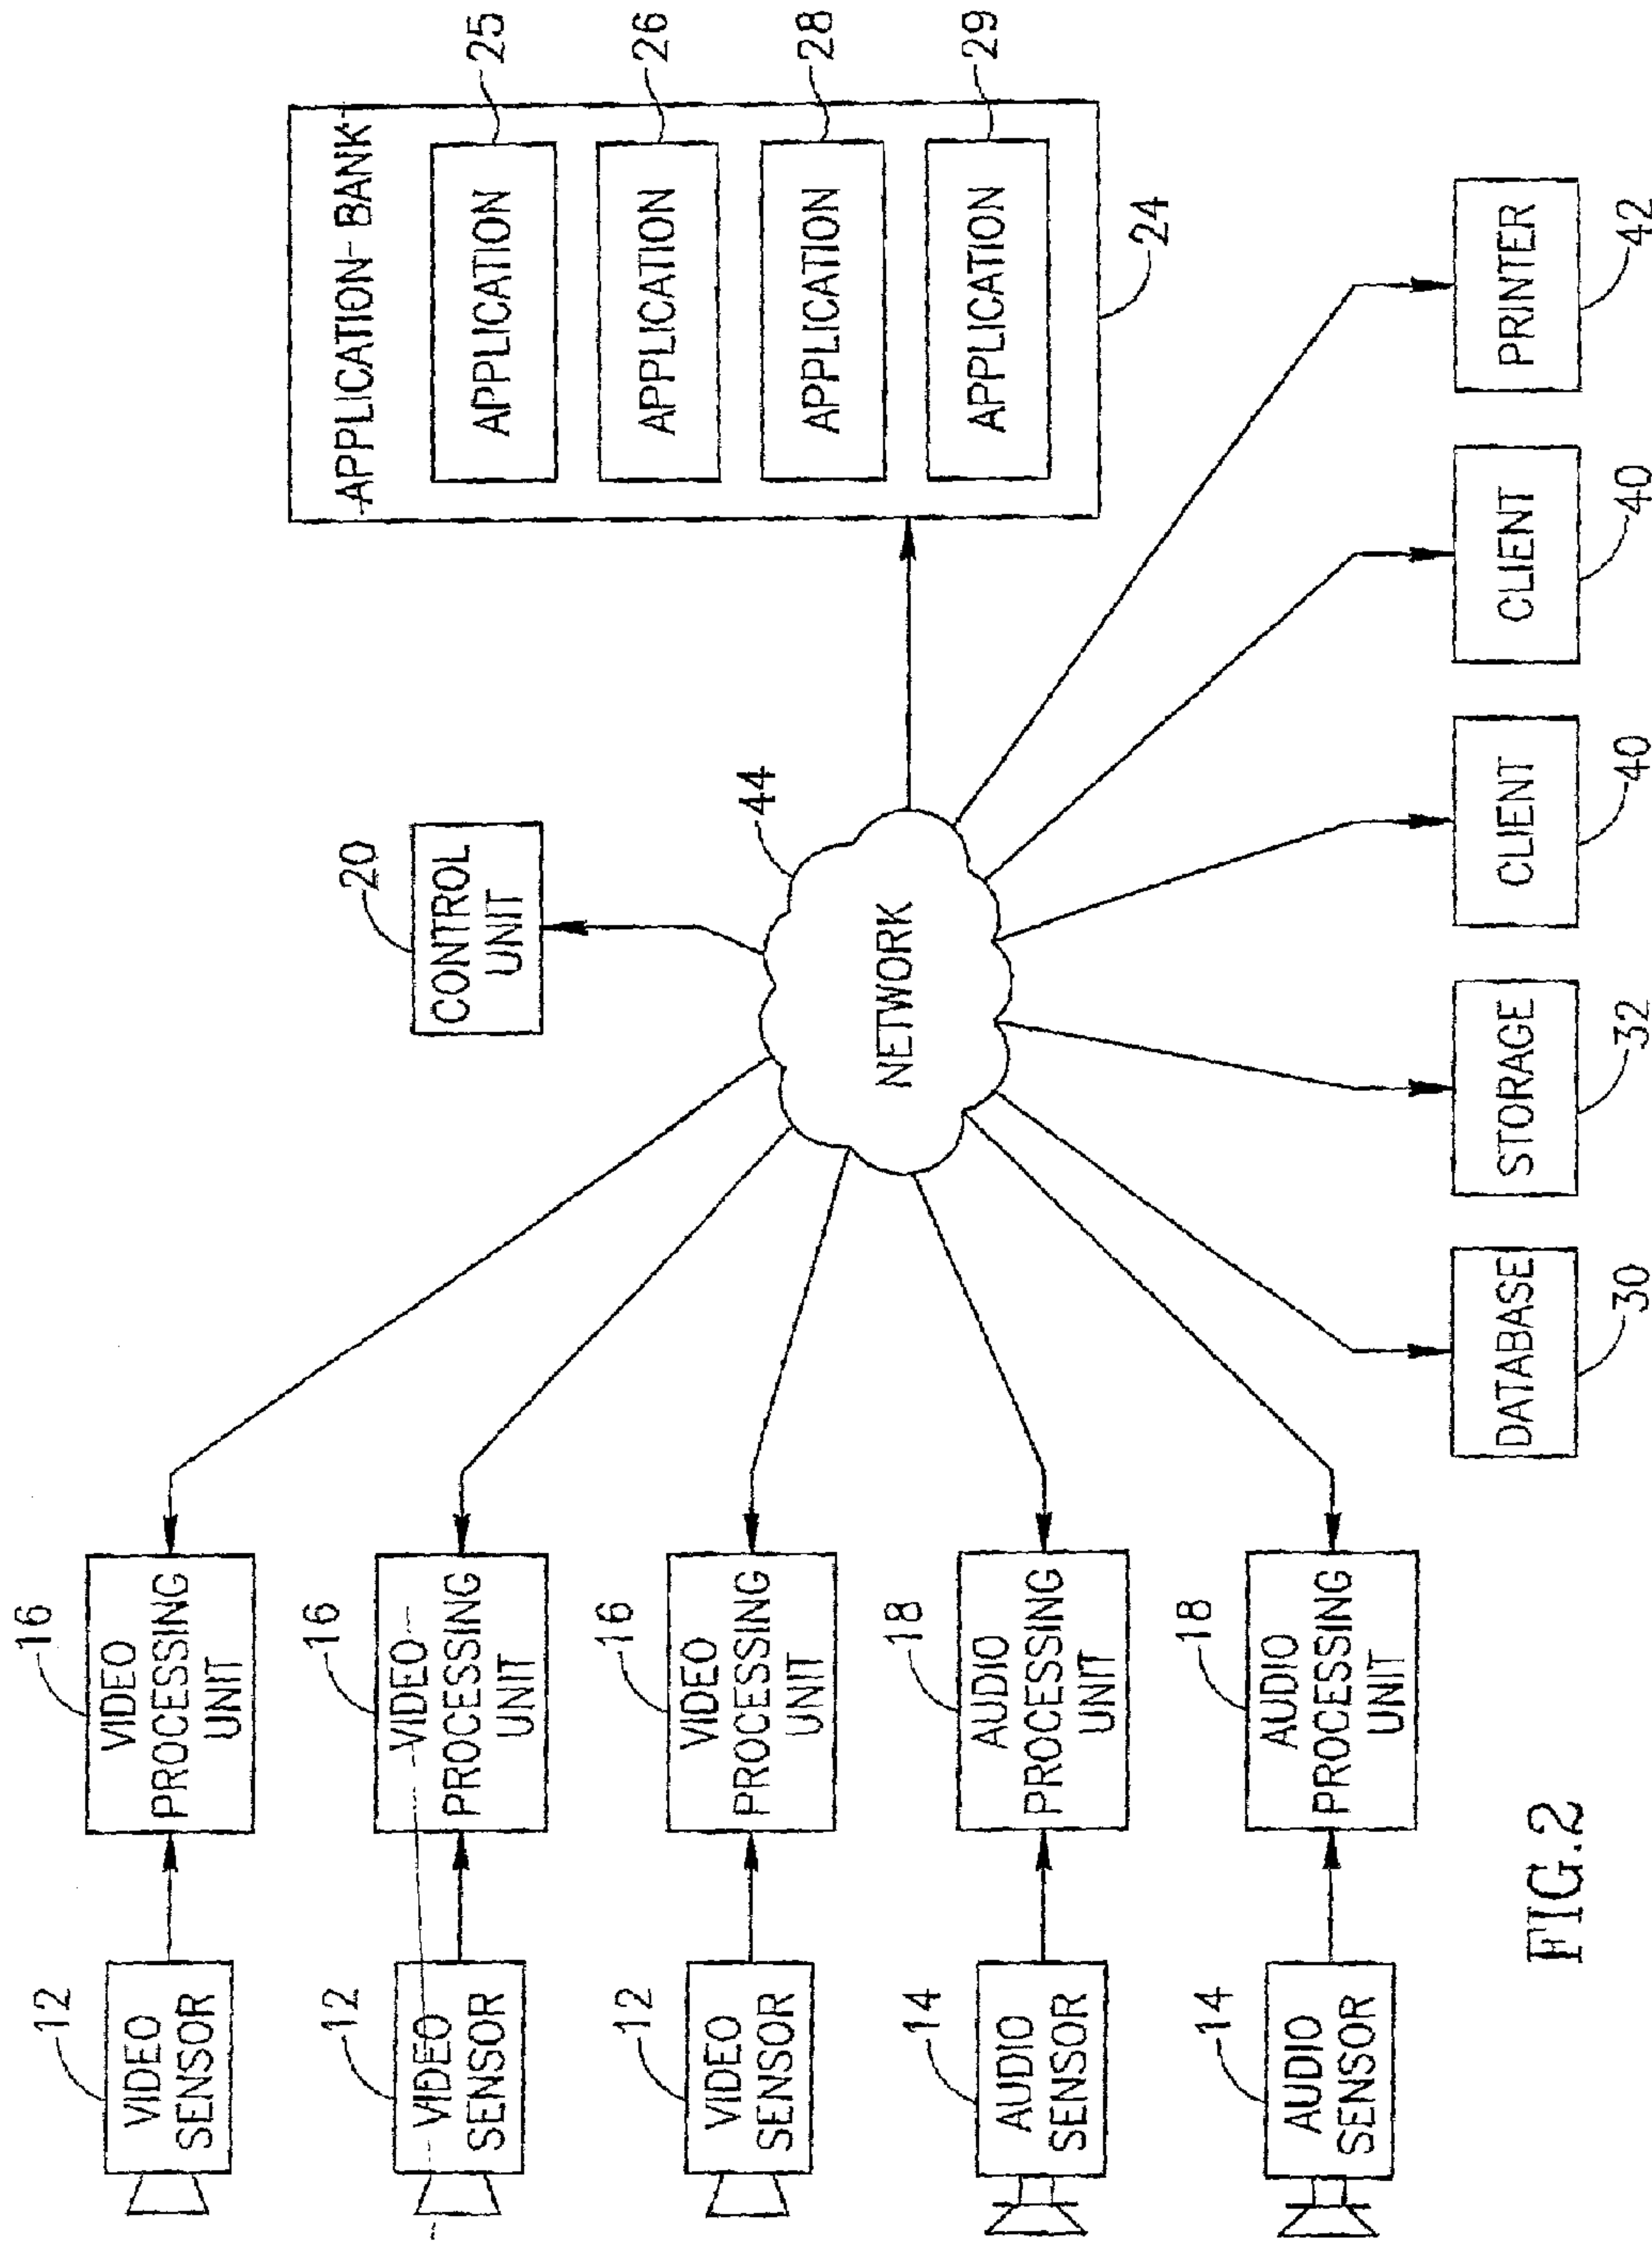 12
VIDEO
SENSOR
16
VIDEO
PROCESSING
UNIT
12
VIDEO
SENSOR
16
VIDEO
PROCESSING
UNIT
12
VIDEO
SENSOR
16
VIDEO
PROCESSING
UNIT
14
AUDIO
SENSOR
18
AUDIO
PROCESSING
UNIT
14
AUDIO
SENSOR
18
AUDIO
PROCESSING
UNIT
20
CONTROL
UNIT
44
NETWORK
APPLICATION BANK
APPLICATION
25
APPLICATION
26
APPLICATION
28
APPLICATION
29
24
DATABASE
30
STORAGE
32
CLIENT
40
CLIENT
40
PRINTER
42
FIG.2